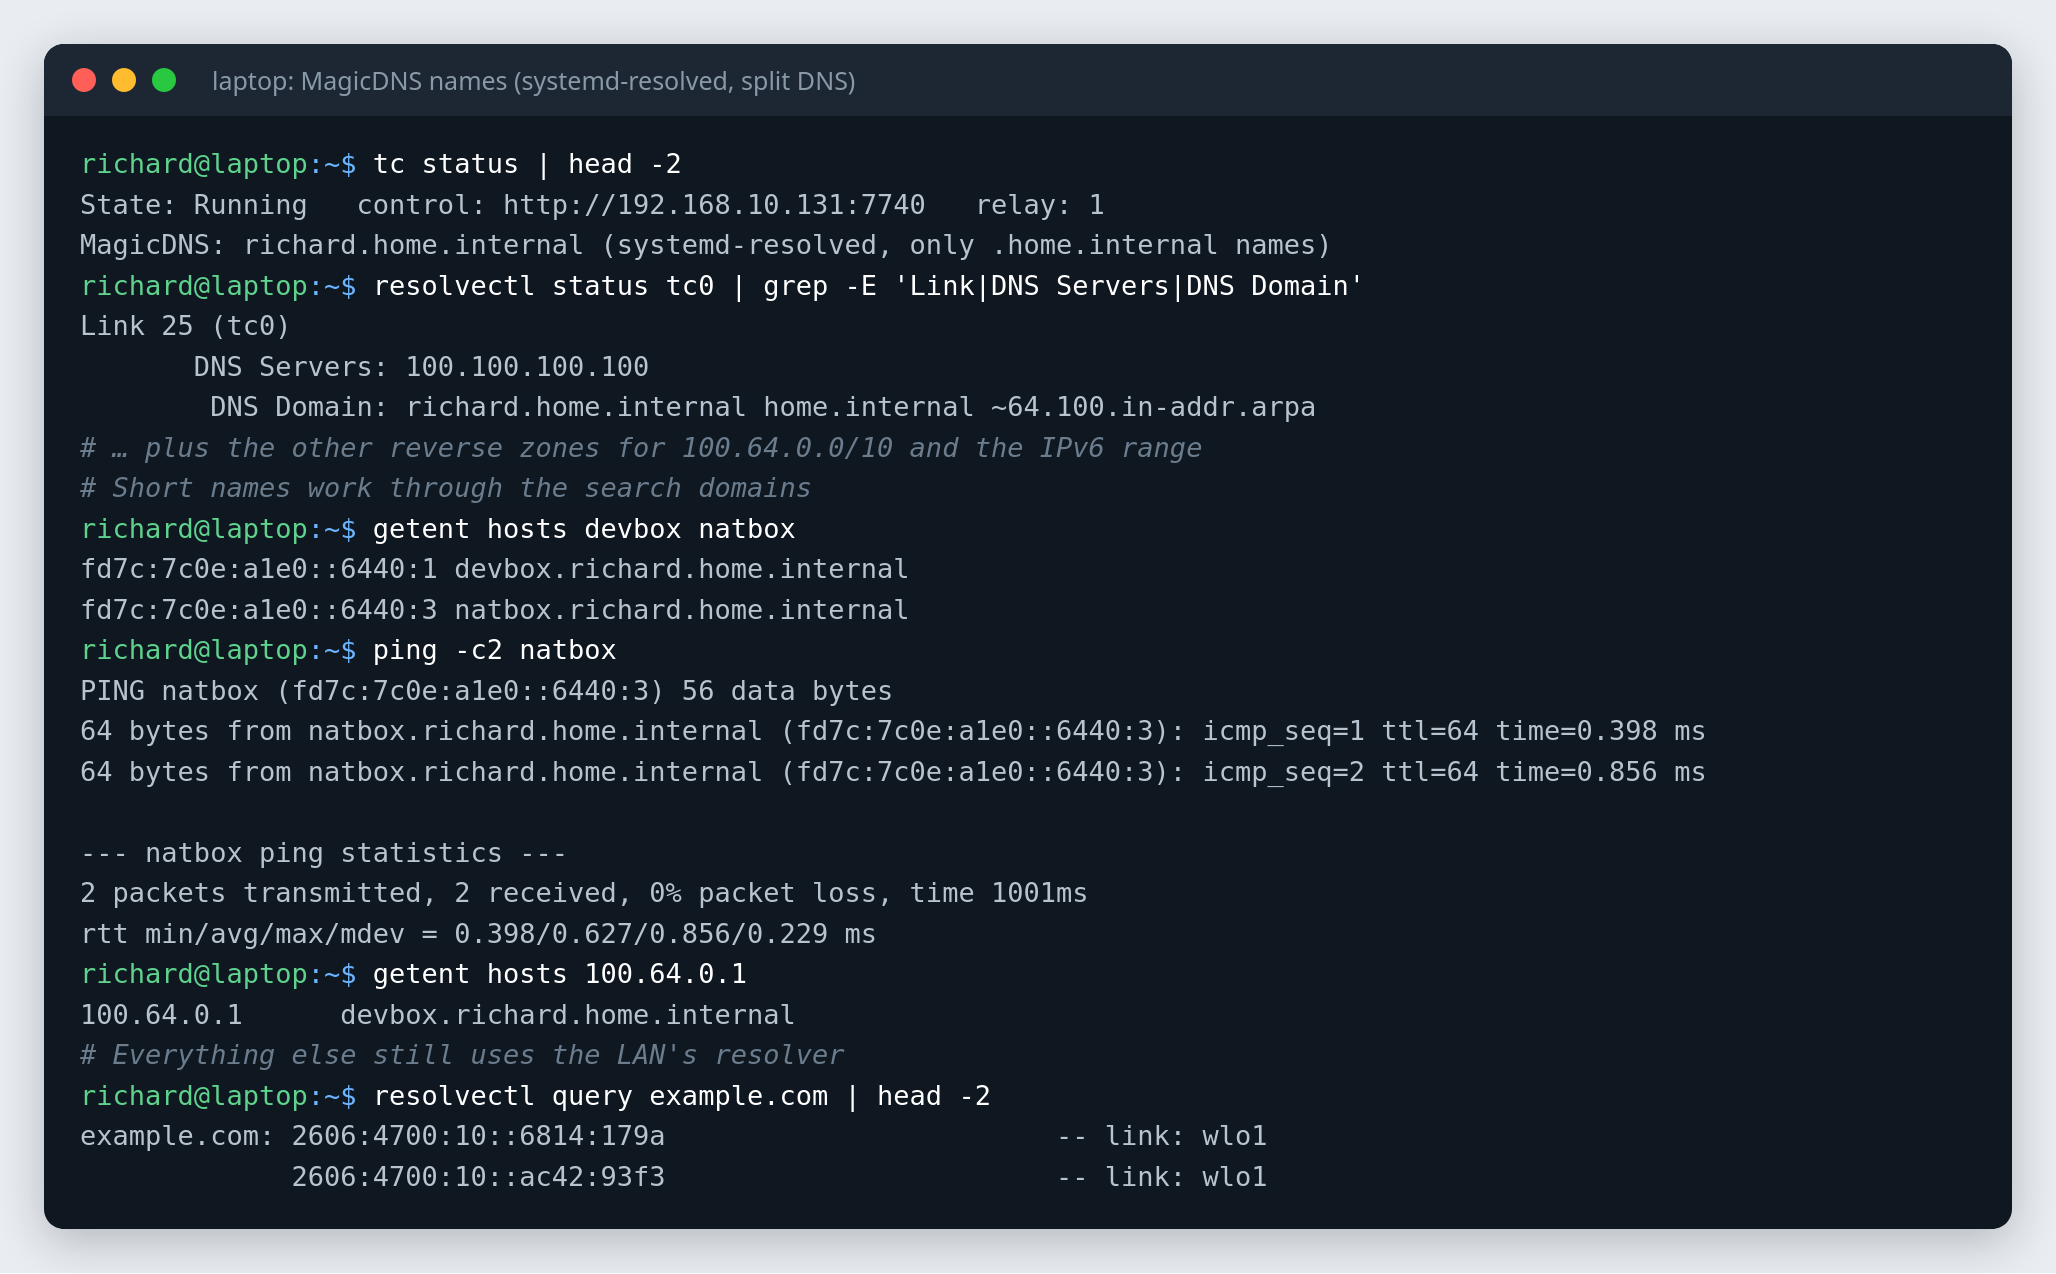 laptop: MagicDNS names (systemd-resolved, split DNS)
richard@laptop:~$ tc status | head -2
State: Running   control: http://192.168.10.131:7740   relay: 1
MagicDNS: richard.home.internal (systemd-resolved, only .home.internal names)
richard@laptop:~$ resolvectl status tc0 | grep -E 'Link|DNS Servers|DNS Domain'
Link 25 (tc0)
       DNS Servers: 100.100.100.100
        DNS Domain: richard.home.internal home.internal ~64.100.in-addr.arpa
# … plus the other reverse zones for 100.64.0.0/10 and the IPv6 range
# Short names work through the search domains
richard@laptop:~$ getent hosts devbox natbox
fd7c:7c0e:a1e0::6440:1 devbox.richard.home.internal
fd7c:7c0e:a1e0::6440:3 natbox.richard.home.internal
richard@laptop:~$ ping -c2 natbox
PING natbox (fd7c:7c0e:a1e0::6440:3) 56 data bytes
64 bytes from natbox.richard.home.internal (fd7c:7c0e:a1e0::6440:3): icmp_seq=1 ttl=64 time=0.398 ms
64 bytes from natbox.richard.home.internal (fd7c:7c0e:a1e0::6440:3): icmp_seq=2 ttl=64 time=0.856 ms

--- natbox ping statistics ---
2 packets transmitted, 2 received, 0% packet loss, time 1001ms
rtt min/avg/max/mdev = 0.398/0.627/0.856/0.229 ms
richard@laptop:~$ getent hosts 100.64.0.1
100.64.0.1      devbox.richard.home.internal
# Everything else still uses the LAN's resolver
richard@laptop:~$ resolvectl query example.com | head -2
example.com: 2606:4700:10::6814:179a                        -- link: wlo1
             2606:4700:10::ac42:93f3                        -- link: wlo1